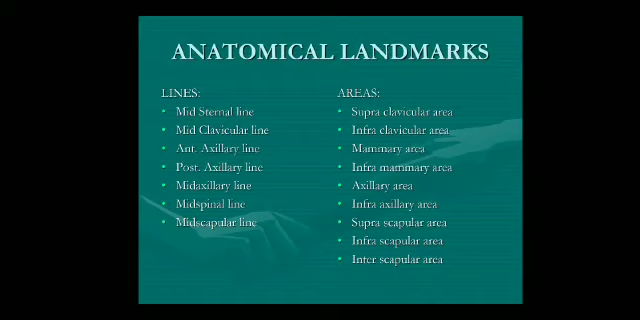 ANATOMICAL LANDMARKS
LINES:
• Mid Sternal line
• Mid Clavicular line
• Ant. Axillary line
• Post. Axillary line
• Midaxillary line
• Midspinal line
• Midscapular line
AREAS:
• Supra clavicular area
• Infra clavicular area
• Mammary area
• Infra mammary area
• Axillary area
• Infra axillary area
• Supra scapular area
• Infra scapular area
• Inter scapular area